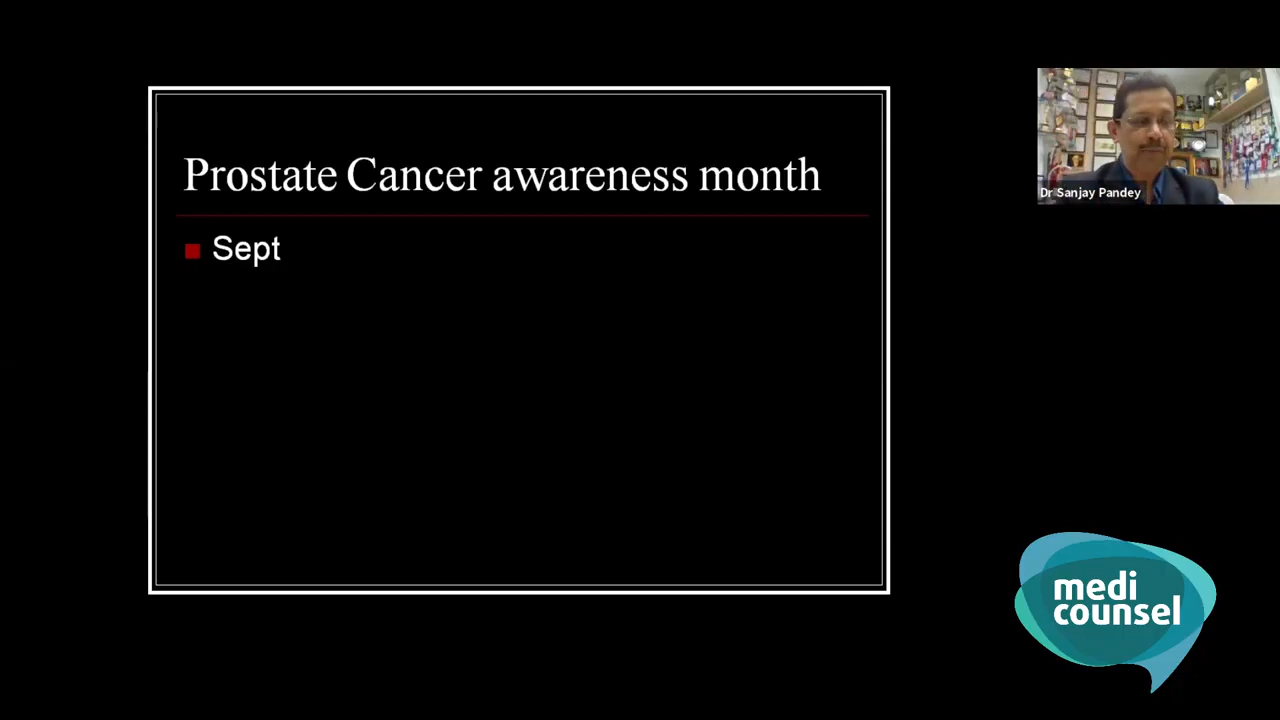 Prostate Cancer awareness month
Sept
Dr Sanjay Pandey
medi
counsel